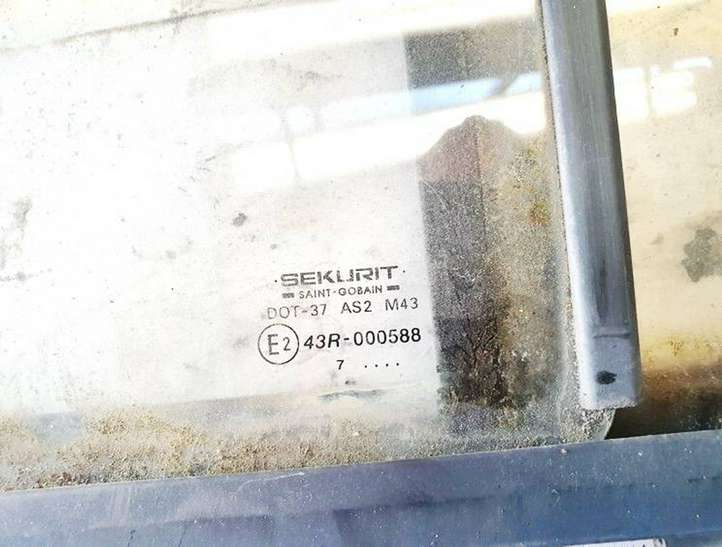 ·SEKURIT·
SAINT-GOBAIN
DOT-37 AS2 M43
E2 43R-000588
7 ....